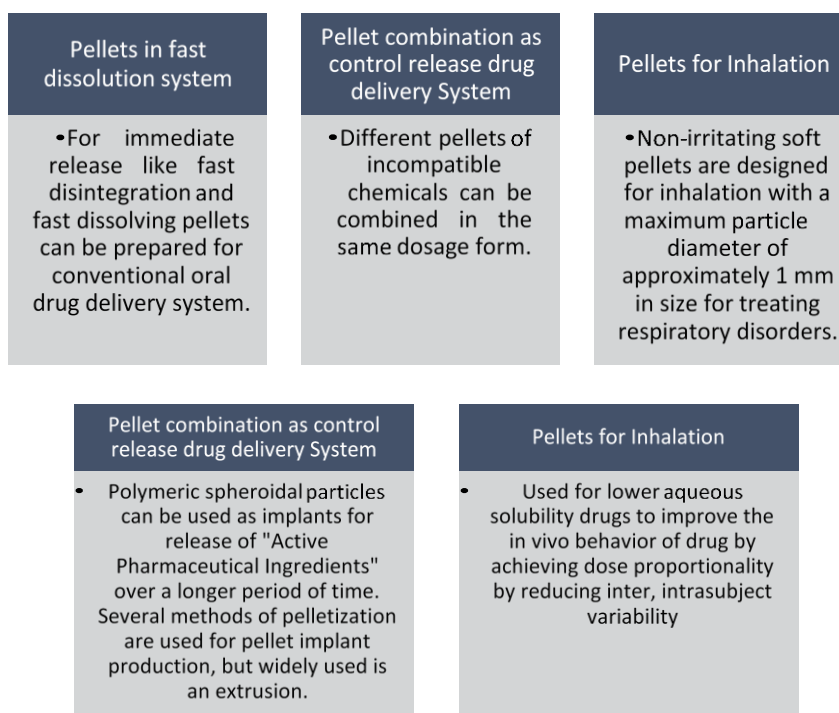 Pellets in fast
dissolution system
•For immediate
release like fast
disintegration and
fast dissolving pellets
can be prepared for
conventional oral
drug delivery system.
Pellet combination as
control release drug
delivery System
•Different pellets of
incompatible
chemicals can be
combined in the
same dosage form.
Pellets for Inhalation
•Non-irritating soft
pellets are designed
for inhalation with a
maximum particle
diameter of
approximately 1 mm
in size for treating
respiratory disorders.
Pellet combination as control
release drug delivery System
• Polymeric spheroidal particles
can be used as implants for
release of "Active
Pharmaceutical Ingredients"
over a longer period of time.
Several methods of pelletization
are used for pellet implant
production, but widely used is
an extrusion.
Pellets for Inhalation
• Used for lower aqueous
solubility drugs to improve the
in vivo behavior of drug by
achieving dose proportionality
by reducing inter, intrasubject
variability